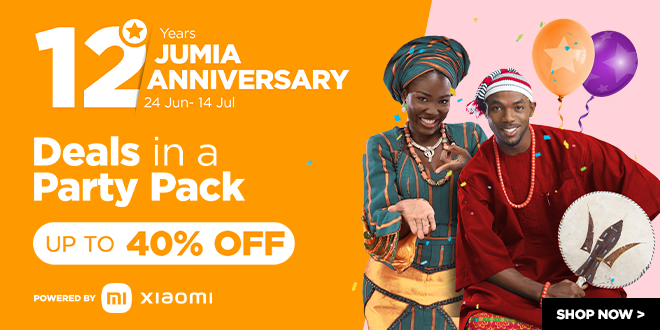 12
Years
JUMIA
ANNIVERSARY
24 Jun- 14 Jul
Deals in a
Party Pack
UP TO 40% OFF
POWERED BY mi xiaomi
SHOP NOW >